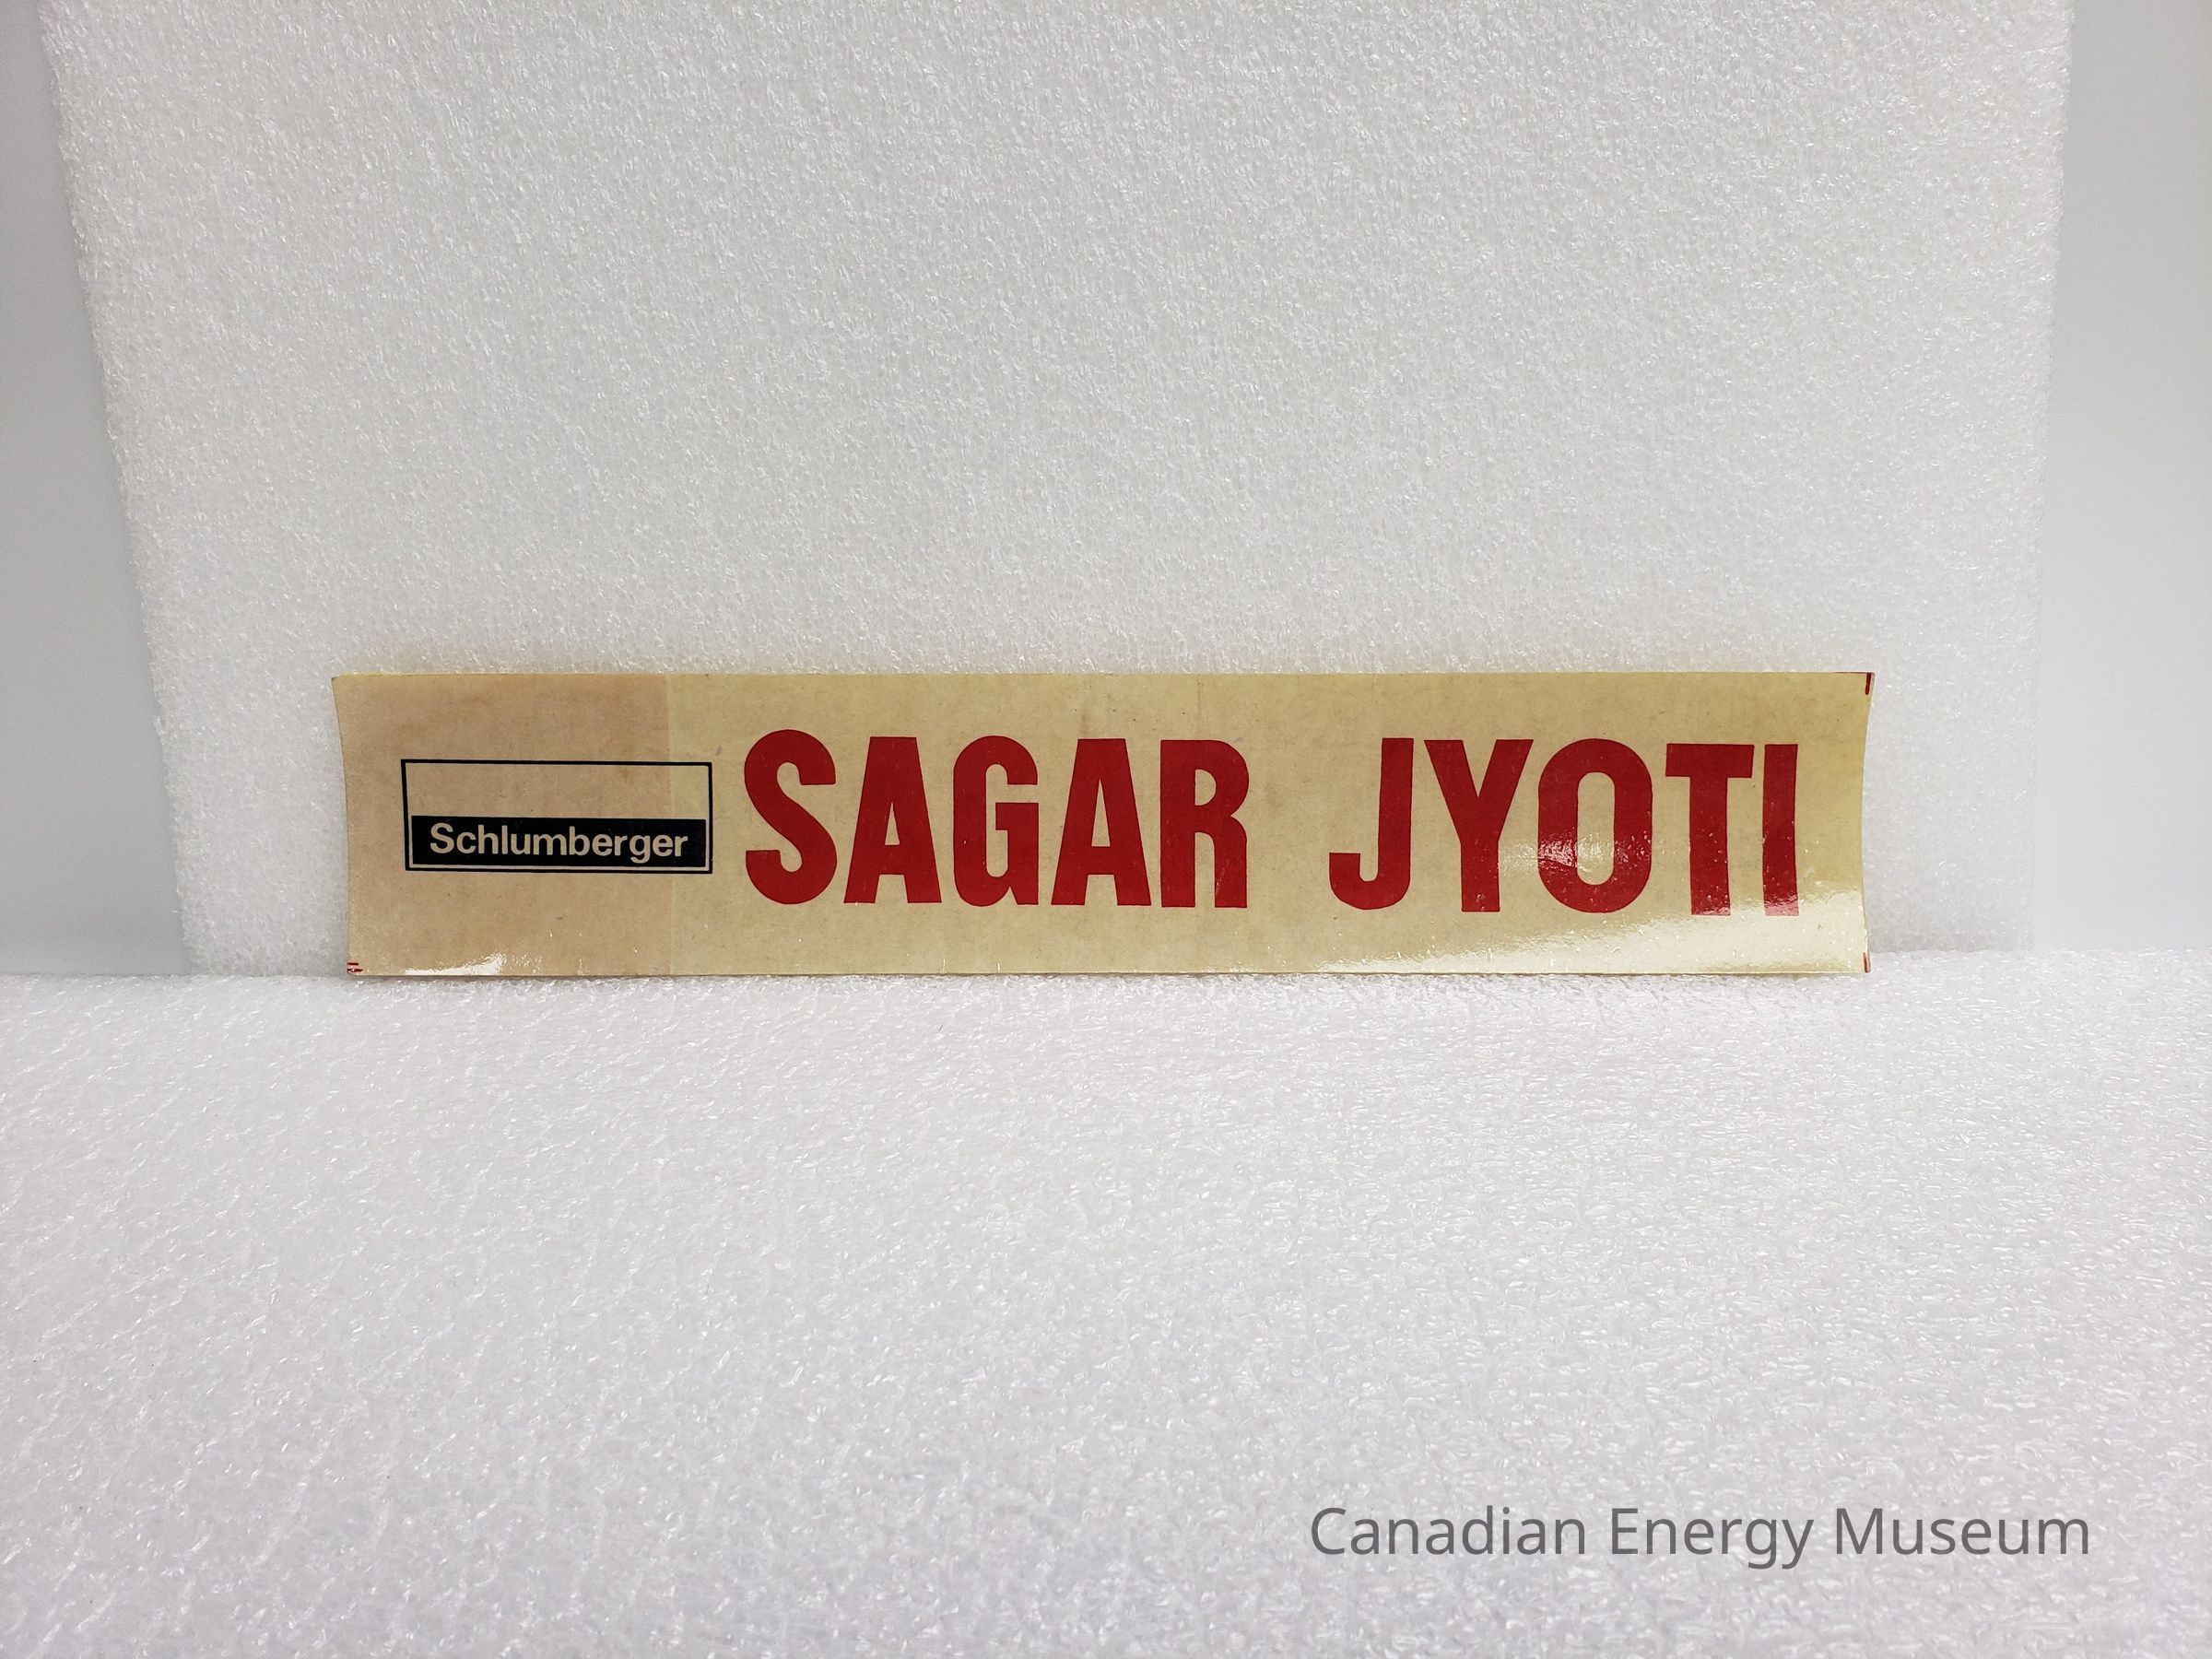 Schlumberger SAGAR JYOTI
Canadian Energy Museum